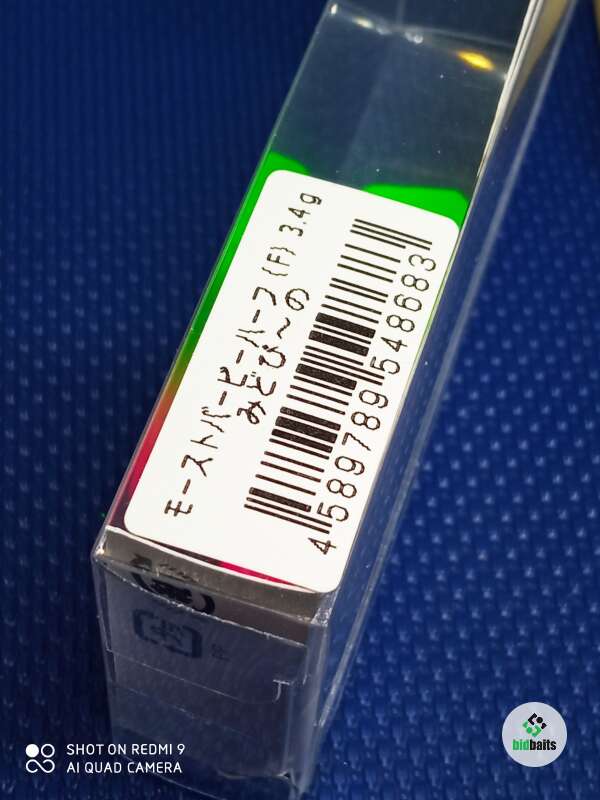 モーストバービーハーフ(F) 3.4g
みどぴ~の
4589789548683
SHOT ON REDMI 9
AI QUAD CAMERA
bidbaits